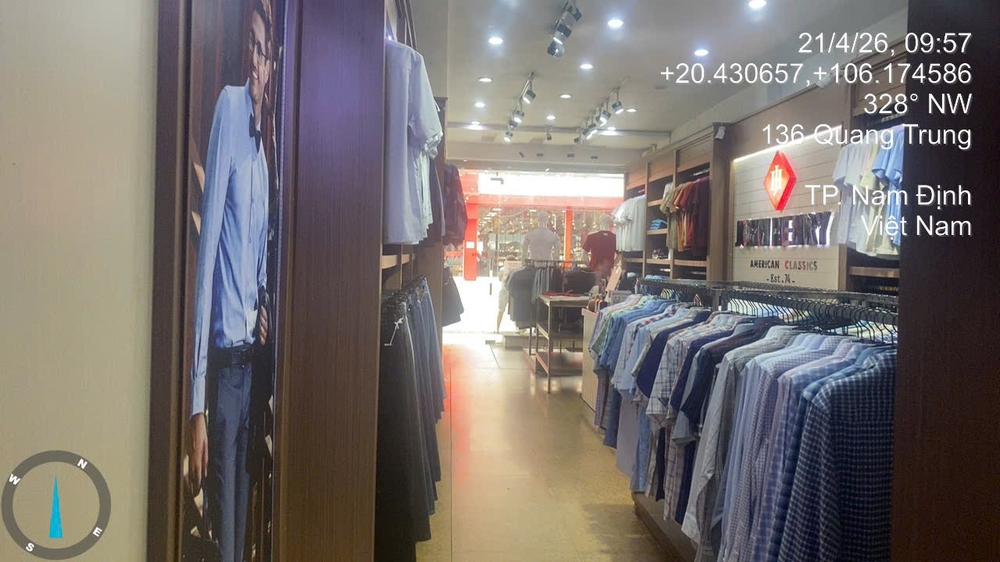 21/4/26, 09:57
+20.430657,+106.174586
328° NW
136 Quang Trung
TP. Nam Định
Việt Nam
AMERICAN CLASSICS
- Est. 74 -
N
W
E
S